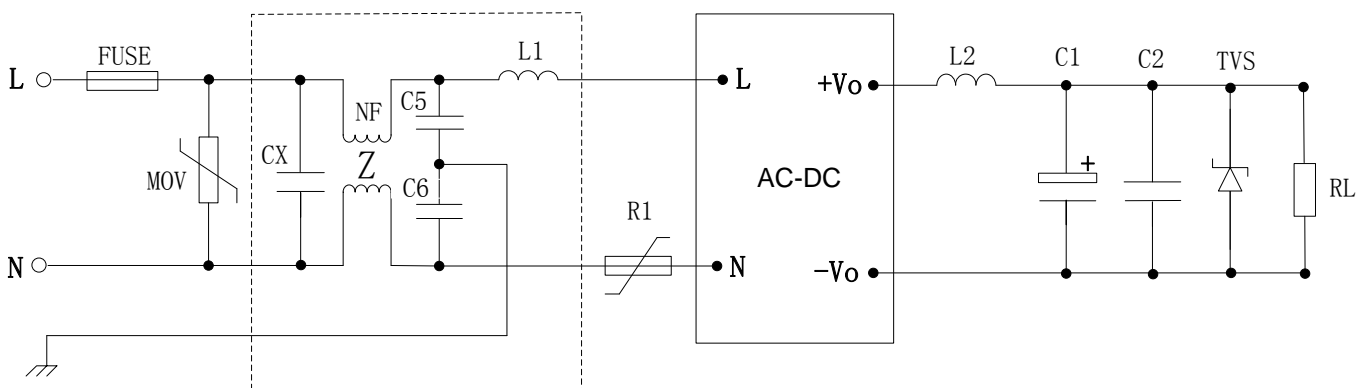 FUSE
L1
L
C5
L
+Vo
L2
C1
C2
TVS
NF
CX
Z
MOV
C6
AC-DC
+
RL
R1
N
N
-Vo